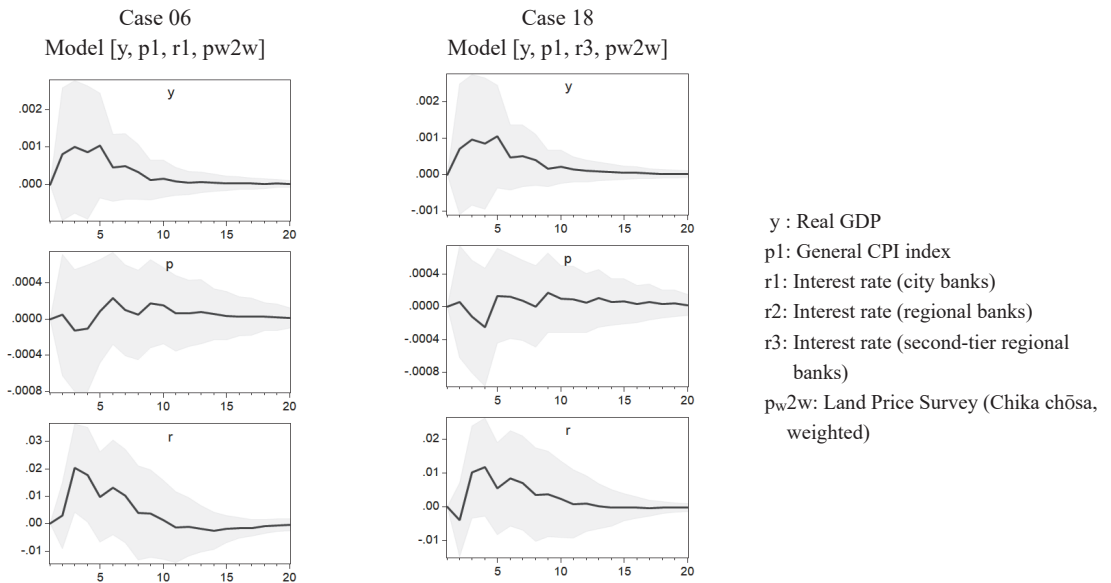 Case 06
Model [y, p1, r1, pw2w]
y
.002
.001
.000
5 10 15 20
p
.0004
.0000
-.0004
-.0008
5 10 15 20
r
.03
.02
.01
.00
-.01
5 10 15 20
Case 18
Model [y, p1, r3, pw2w]
y
.002
.001
.000
-.001
5 10 15 20
p
.0004
.0000
-.0004
-.0008
5 10 15 20
r
.02
.01
.00
-.01
5 10 15 20
y : Real GDP
p1: General CPI index
r1: Interest rate (city banks)
r2: Interest rate (regional banks)
r3: Interest rate (second-tier regional
banks)
pw2w: Land Price Survey (Chika chōsa,
weighted)